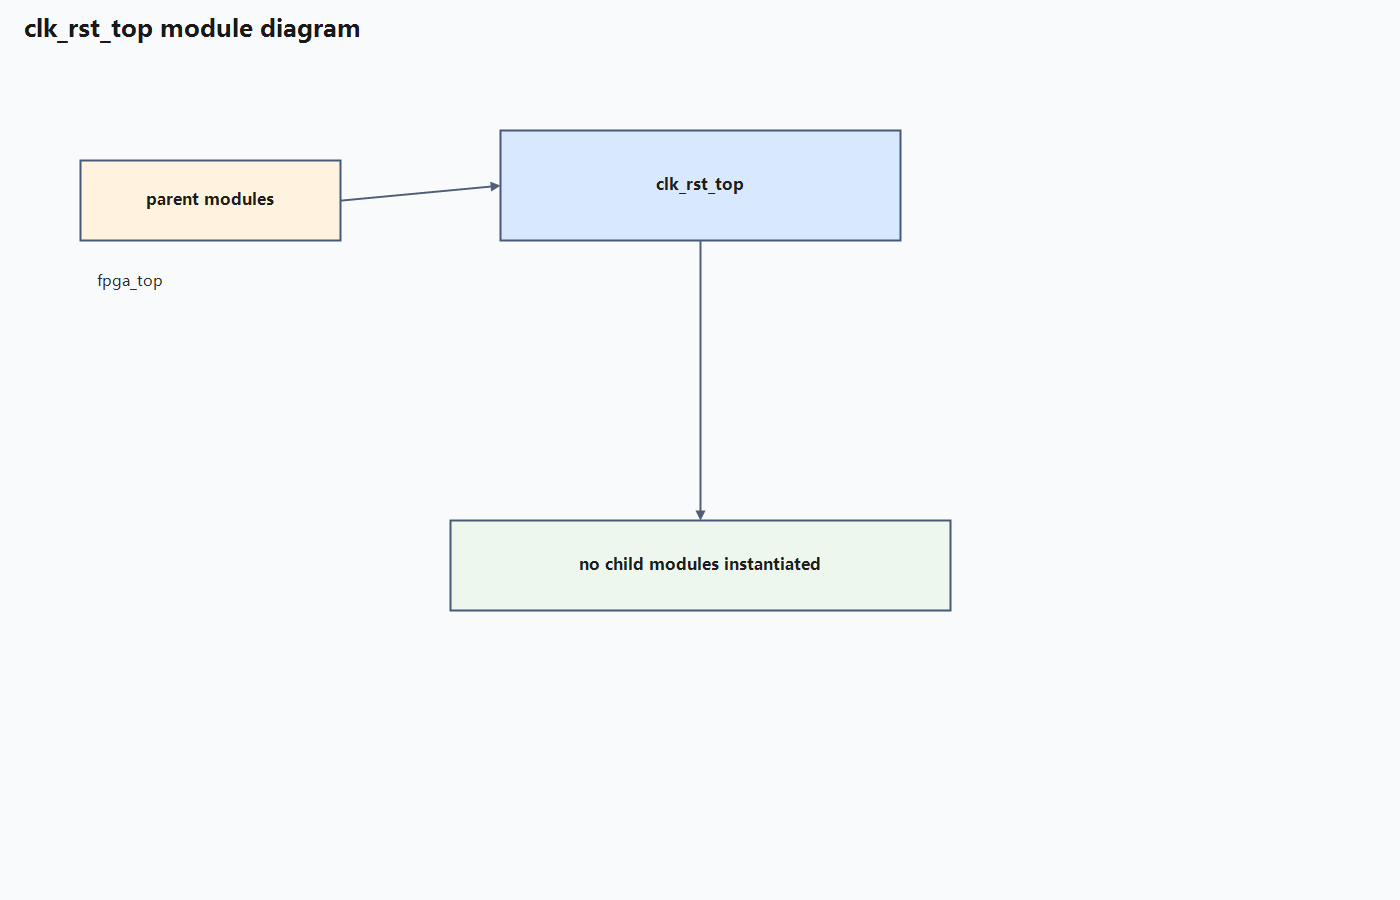 clk_rst_top module diagram
clk_rst_top
parent modules
fpga_top
no child modules instantiated